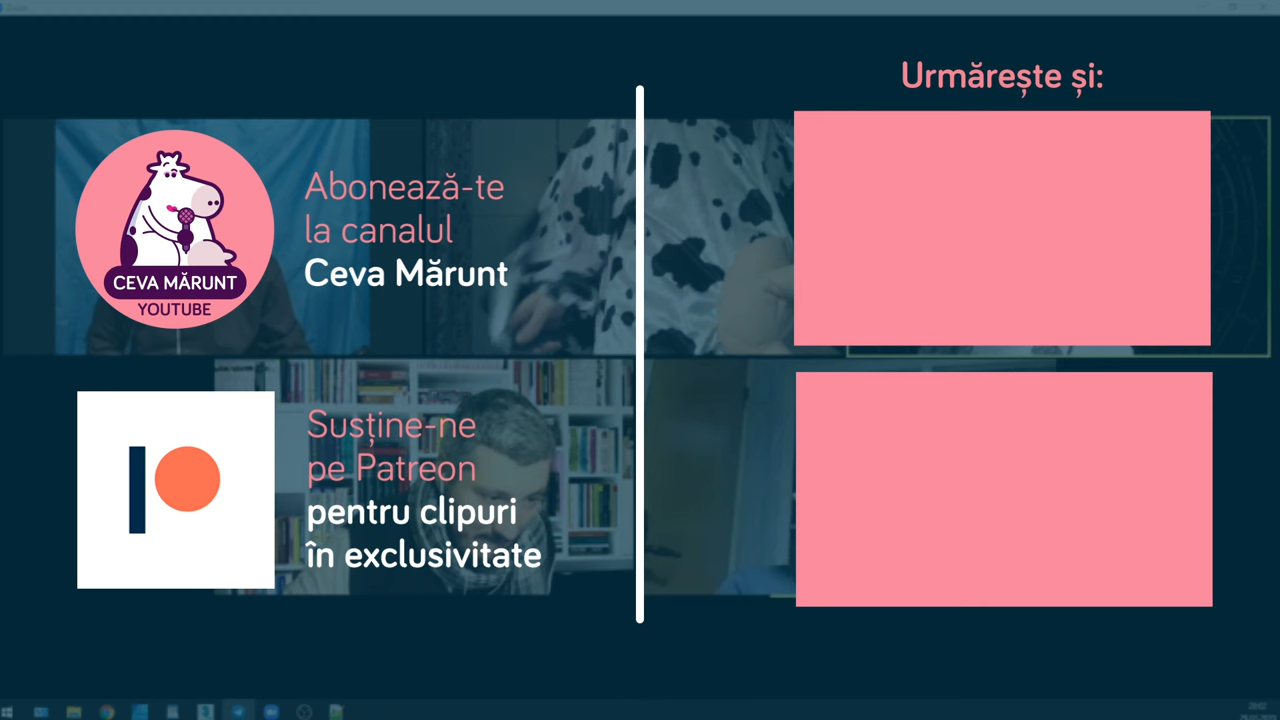 Urmărește și:
CEVA MĂRUNT
YOUTUBE
Abonează-te
la canalul
Ceva Mărunt
Susține-ne
pe Patreon
pentru clipuri
în exclusivitate